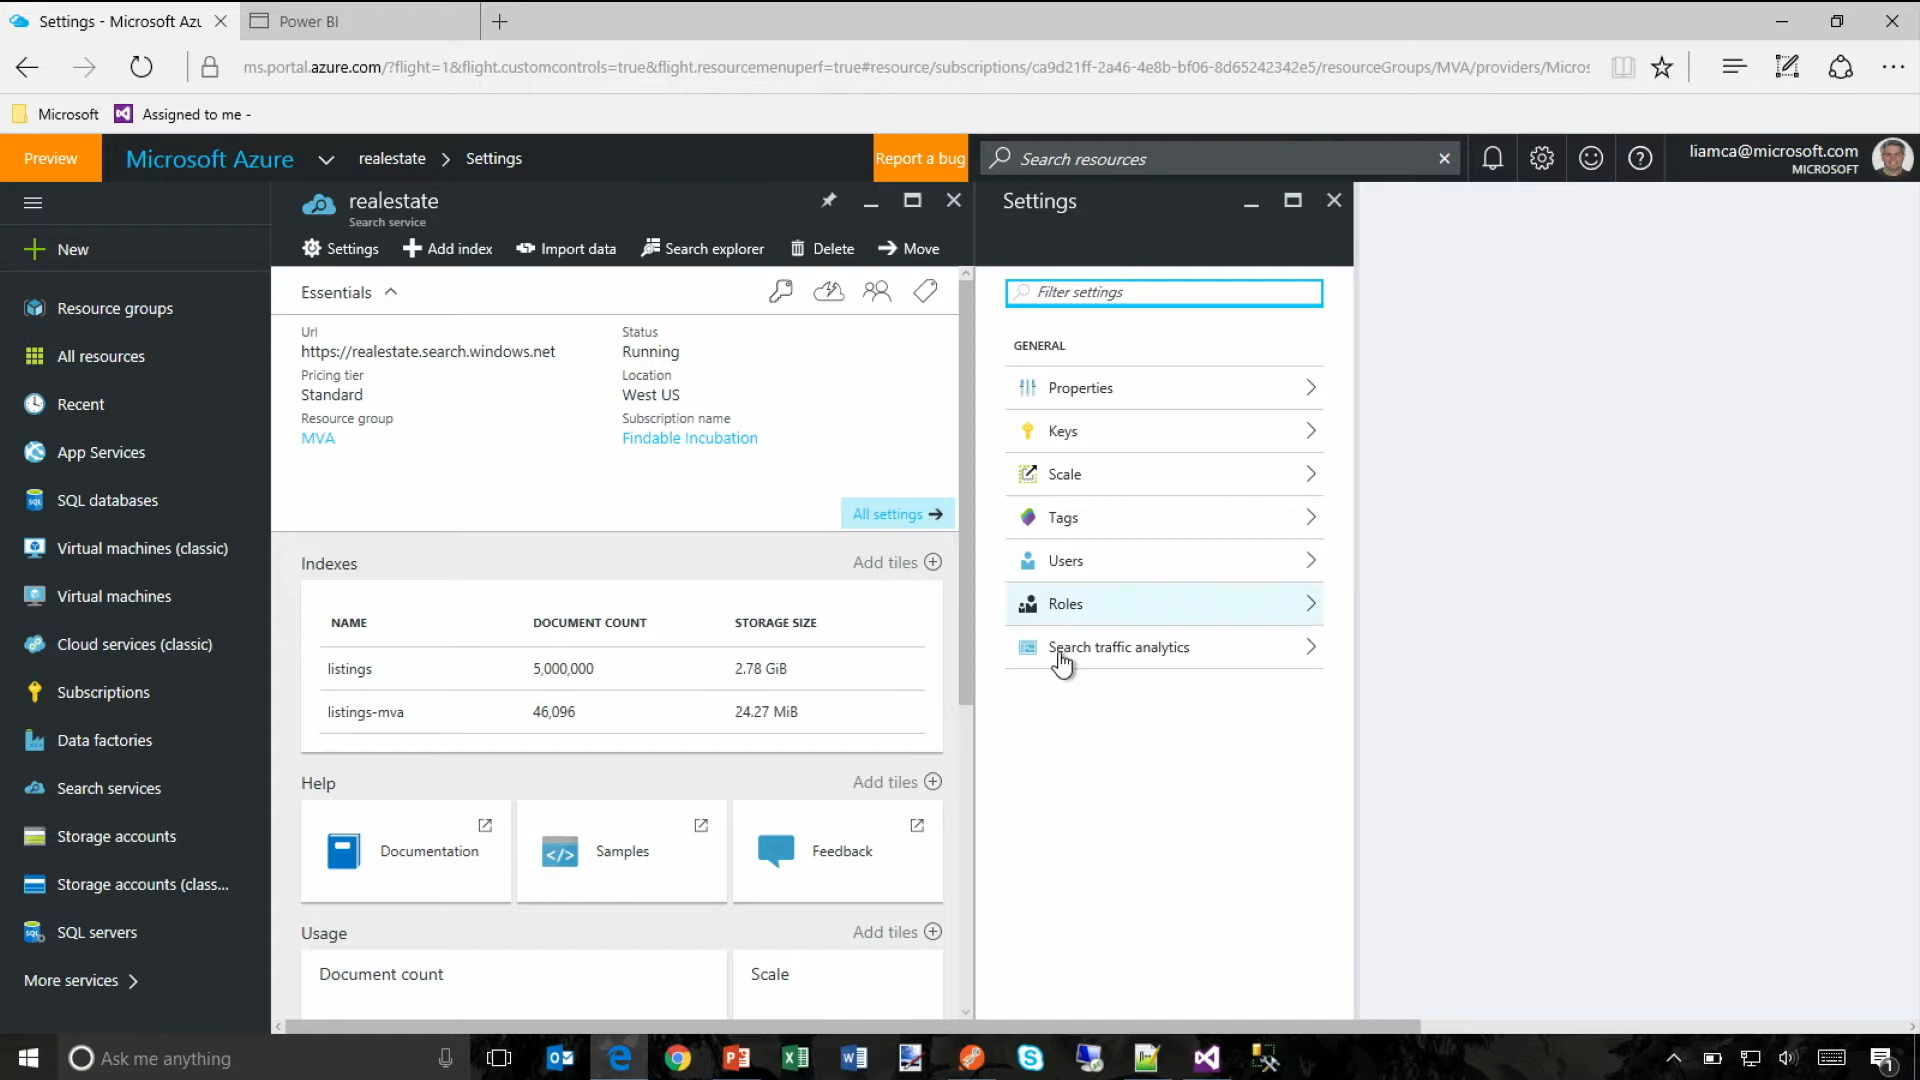 Settings - Microsoft Azu
Power BI
ms.portal.azure.com/?flight=1&flight.customcontrols=true&flight.resourcemenuperf=true#resource/subscriptions/ca9d21ff-2a46-4e8b-bf06-8d65242342e5/resourceGroups/MVA/providers/Micros
Microsoft
Assigned to me -
Preview
Microsoft Azure
realestate
Settings
Report a bug
Search resources
liamca@microsoft.com
MICROSOFT
New
Resource groups
All resources
Recent
App Services
SQL databases
Virtual machines (classic)
Virtual machines
Cloud services (classic)
Subscriptions
Data factories
Search services
Storage accounts
Storage accounts (class...
SQL servers
More services
realestate
Search service
Settings
Add index
Import data
Search explorer
Delete
Move
Essentials
Url
https://realestate.search.windows.net
Pricing tier
Standard
Resource group
MVA
Status
Running
Location
West US
Subscription name
Findable Incubation
All settings
Indexes
Add tiles
NAME DOCUMENT COUNT STORAGE SIZE
listings 5,000,000 2.78 GiB
listings-mva 46,096 24.27 MiB
Help
Add tiles
Documentation
Samples
Feedback
Usage
Add tiles
Document count
Scale
Settings
Filter settings
GENERAL
Properties
Keys
Scale
Tags
Users
Roles
Search traffic analytics
Ask me anything
1